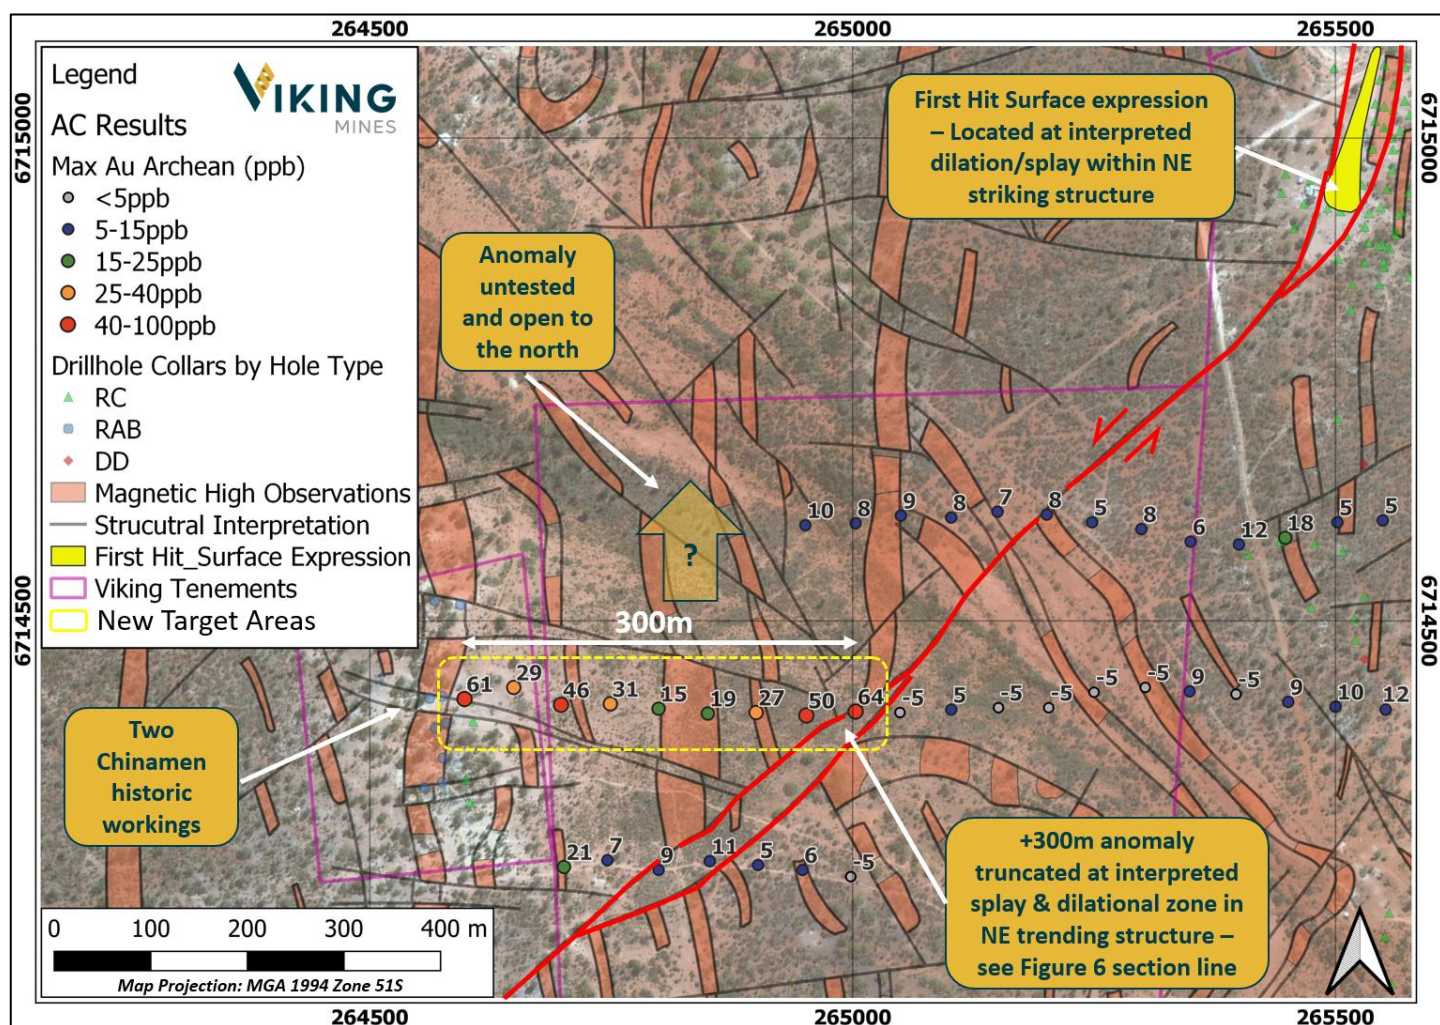 264500
265000
265500
6715000
6714500
6715000
6714500
264500
265000
265500
Legend
VIKING
MINES
AC Results
Max Au Archean (ppb)
<5ppb
5-15ppb
15-25ppb
25-40ppb
40-100ppb
Drillhole Collars by Hole Type
RC
RAB
DD
Magnetic High Observations
Strucutral Interpretation
First Hit_Surface Expression
Viking Tenements
New Target Areas
First Hit Surface expression
– Located at interpreted
dilation/splay within NE
striking structure
Anomaly
untested
and open to
the north
?
300m
10 8 9 8 7 8 5 8 6 12 18 5 5
61 29 46 31 15 19 27 50 64 -5 5 -5 -5 -5 -5 9 -5 9 10 12
21 7 9 11 5 6 -5
Two
Chinamen
historic
workings
+300m anomaly
truncated at interpreted
splay & dilational zone in
NE trending structure –
see Figure 6 section line
0 100 200 300 400 m
Map Projection: MGA 1994 Zone 51S